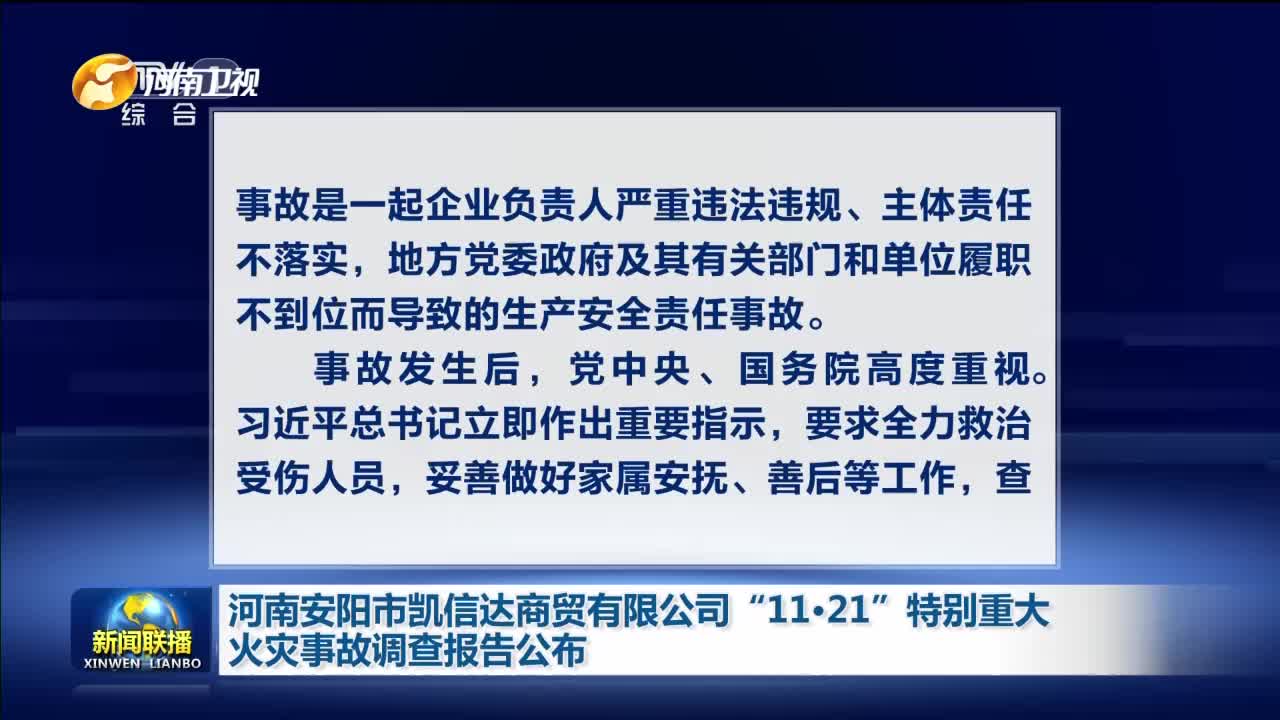 河南卫视
综合
事故是一起企业负责人严重违法违规、主体责任
不落实，地方党委政府及其有关部门和单位履职
不到位而导致的生产安全责任事故。
事故发生后，党中央、国务院高度重视。
习近平总书记立即作出重要指示，要求全力救治
受伤人员，妥善做好家属安抚、善后等工作，查
新闻联播
XINWEN LIANBO
河南安阳市凯信达商贸有限公司“11·21”特别重大
火灾事故调查报告公布